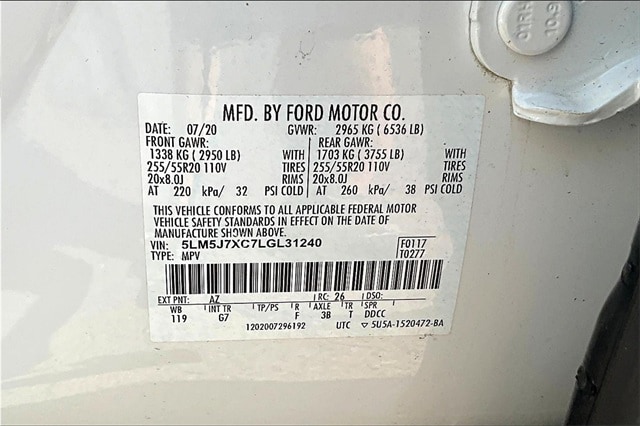 01RH
10.9
MFD. BY FORD MOTOR CO.
DATE: 07/20 GVWR: 2965 KG ( 6536 LB)
FRONT GAWR: REAR GAWR:
1338 KG ( 2950 LB) WITH 1703 KG ( 3755 LB) WITH
255/55R20 110V TIRES 255/55R20 110V TIRES
20x8.0J RIMS 20x8.0J RIMS
AT 220 kPa/ 32 PSI COLD AT 260 kPa/ 38 PSI COLD
THIS VEHICLE CONFORMS TO ALL APPLICABLE FEDERAL MOTOR
VEHICLE SAFETY STANDARDS IN EFFECT ON THE DATE OF
MANUFACTURE SHOWN ABOVE.
VIN: 5LM5J7XC7LGL31240 F0117
TYPE: MPV T0277
EXT PNT: AZ RC: 26 DSO:
WB INT TR TP/PS R AXLE TR SPR
119 G7 F 3B T DDCC
1202007296192 UTC ▽ 5U5A-1520472-BA